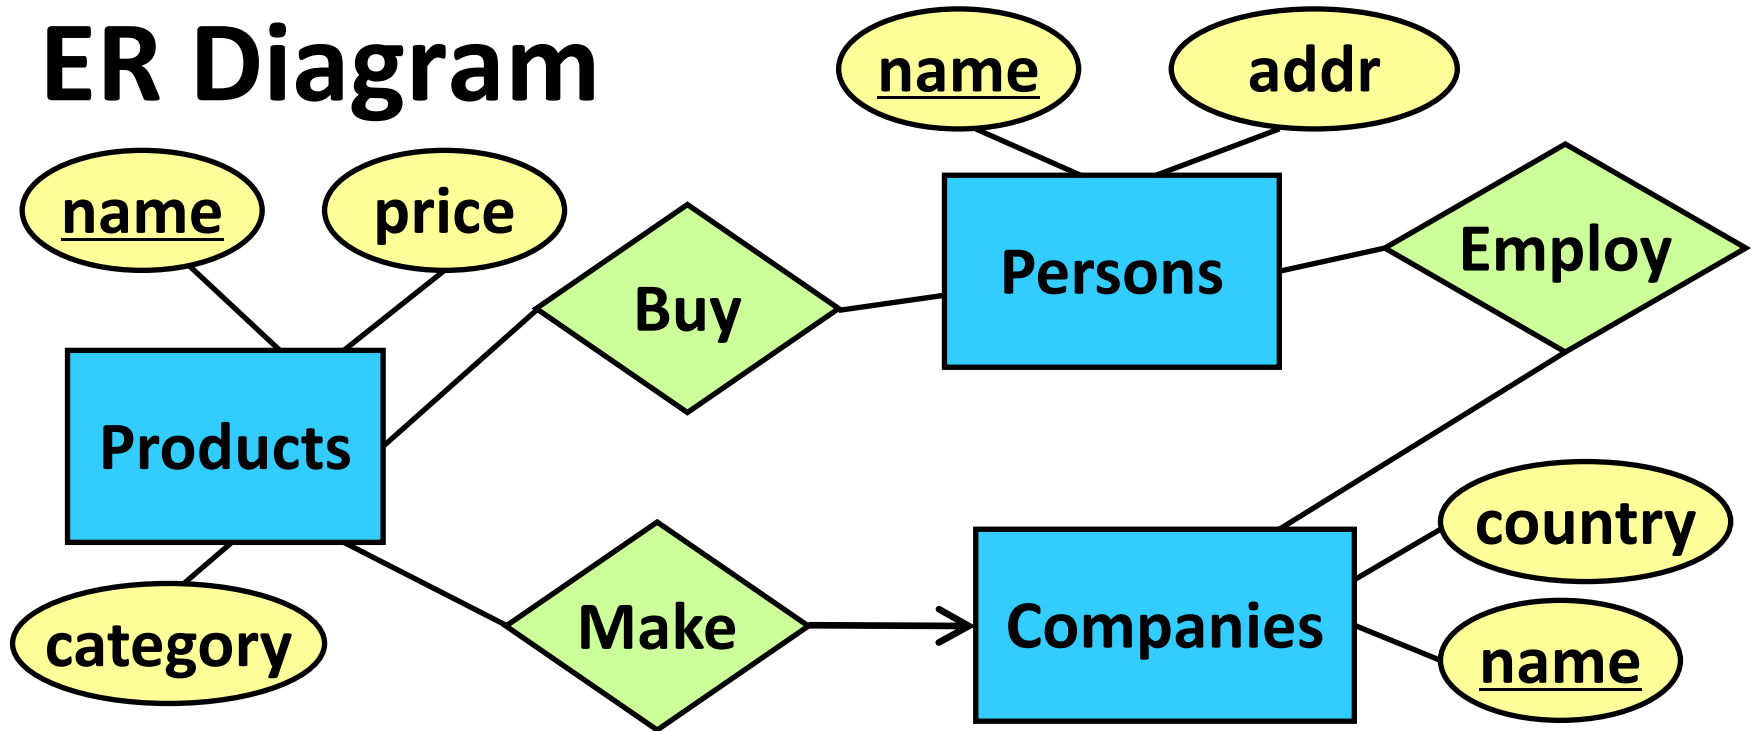 ER Diagram
name
addr
name
price
Buy
Persons
Employ
Products
category
Make
Companies
country
name